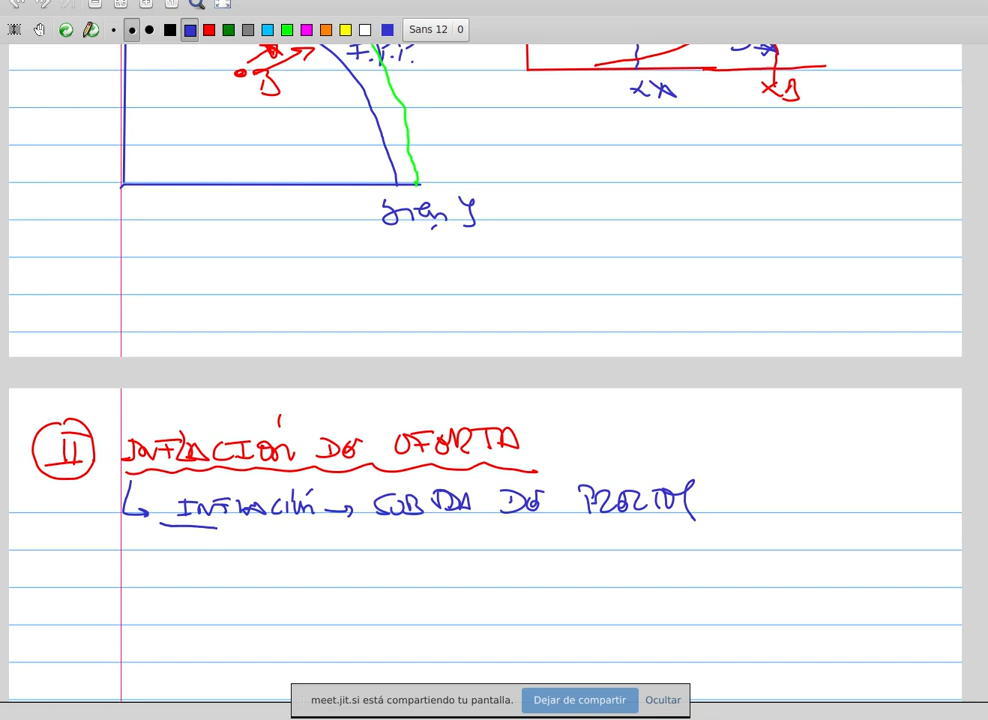 Sans 12 0
F.P.P.
B
XA
XB
Bien Y
II INFLACIÓN DE OFERTA
INFLACIÓN → SUBIDA DE PRECIOS
meet.jit.si está compartiendo tu pantalla. Dejar de compartir Ocultar